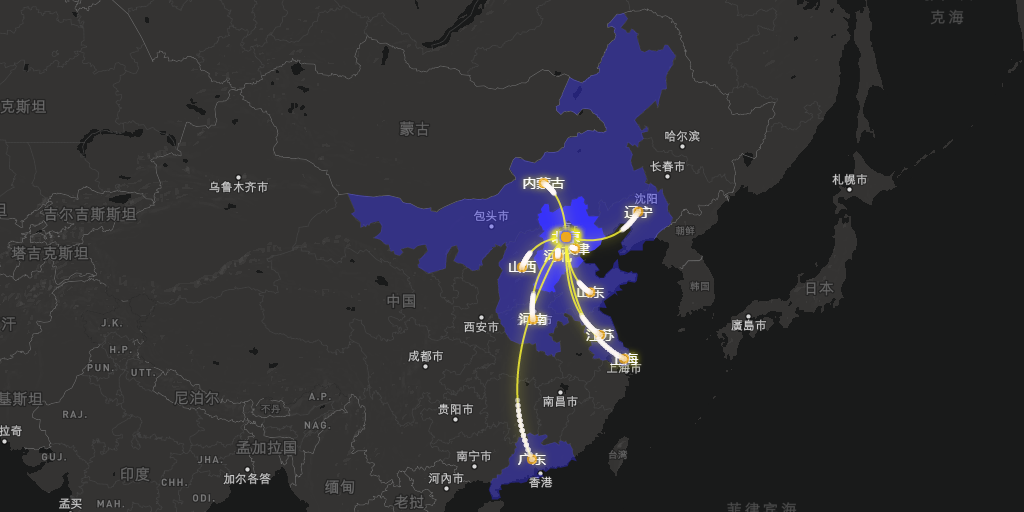 克海
克斯坦
蒙古
哈尔滨
长春市
乌鲁木齐市
内蒙古
札幌市
沈阳
辽宁
包头市
吉尔吉斯斯坦
朝鲜
塔吉克斯坦
山西
河北
韩国
日本
山东
中国
河南
J.K.
西安市
廣島市
江苏
H.P.
成都市
上海
上海市
PUN.
UTT.
尼泊尔
A.P.
基斯坦
南昌市
不丹
贵阳市
RAJ.
NAG.
拉奇
孟加拉国
台湾
GUJ.
JHA.
南宁市
广东
印度
加尔各答
河内市
香港
CHH.
缅甸
孟买
MAH.
ODI.
老挝
菲律宾海